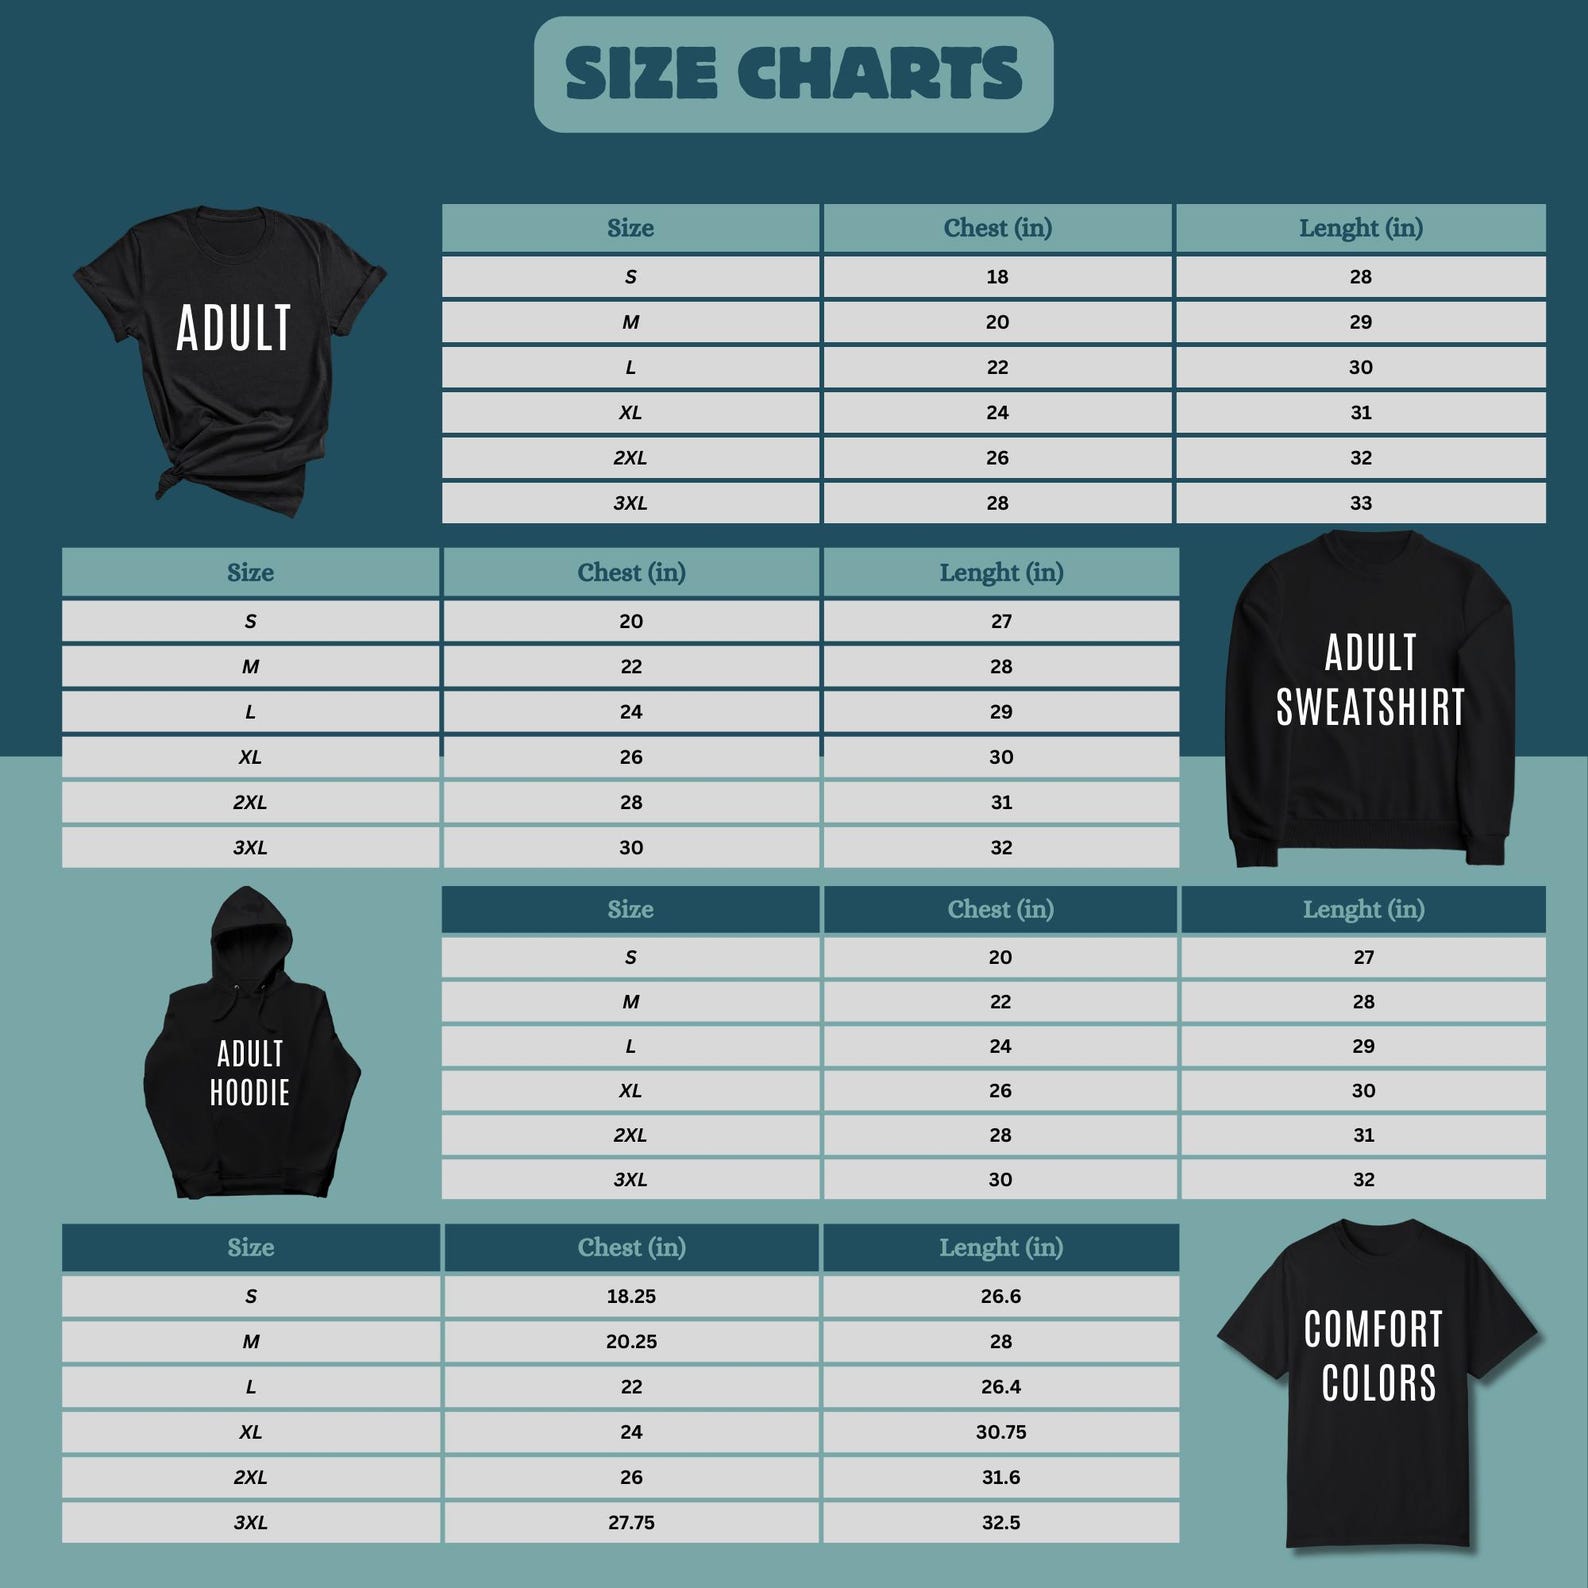 SIZE CHARTS
ADULT
Size Chest (in) Lenght (in)
S 18 28
M 20 29
L 22 30
XL 24 31
2XL 26 32
3XL 28 33
Size Chest (in) Lenght (in)
S 20 27
M 22 28
L 24 29
XL 26 30
2XL 28 31
3XL 30 32
ADULT
SWEATSHIRT
ADULT
HOODIE
Size Chest (in) Lenght (in)
S 20 27
M 22 28
L 24 29
XL 26 30
2XL 28 31
3XL 30 32
Size Chest (in) Lenght (in)
S 18.25 26.6
M 20.25 28
L 22 26.4
XL 24 30.75
2XL 26 31.6
3XL 27.75 32.5
COMFORT
COLORS